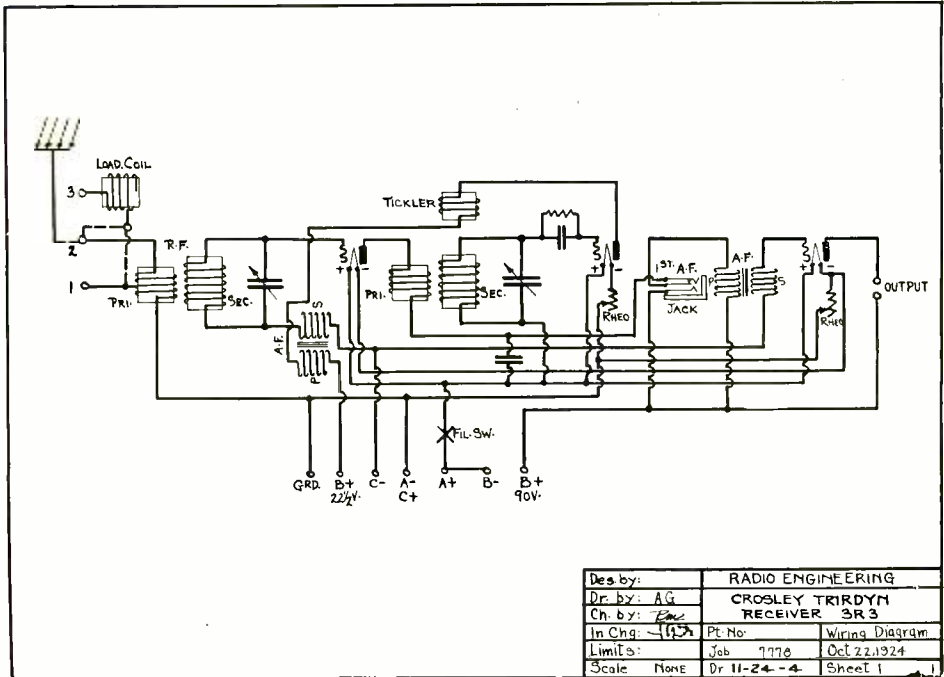 LOAD. COIL
3
2
1
R.F.
PRI.
SEC.
TICKLER
+ -
S
A.F.
P
PRI.
SEC.
+ -
RHEO
1ST. A.F.
JACK
A.F.
P
S
+ -
RHEO
OUTPUT
FIL. SW.
GRD. B+ C- A- A+ B- B+
22½V. C+ 90V.
Des. by: RADIO ENGINEERING
Dr. by: AG CROSLEY TRIRDYN
Ch. by: RECEIVER 3R3
In Chg: Pt. No. Wiring Diagram
Limits: Job 7778 Oct 22, 1924
Scale NONE Dr 11-24-4 Sheet 1